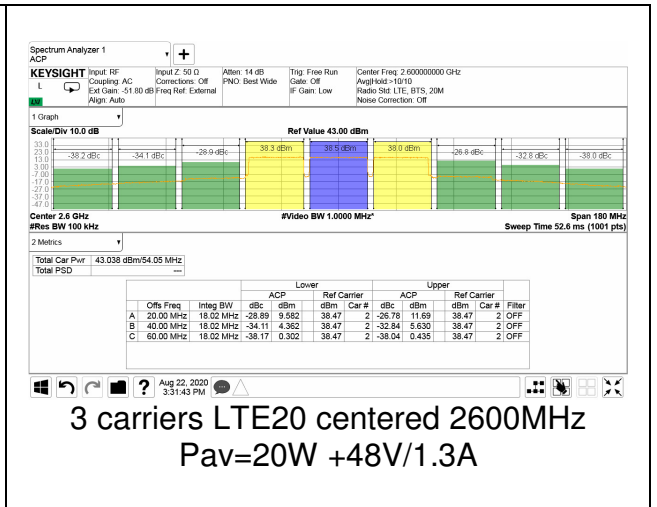 Spectrum Analyzer 1
ACP
KEYSIGHT Input: RF Input Z: 50 Ω Atten: 14 dB Trig: Free Run Center Freq: 2.600000000 GHz
L Coupling: AC Corrections: Off PNO: Best Wide Gate: Off Avg|Hold:>10/10
Ext Gain: -51.80 dB Freq Ref: External IF Gain: Low Radio Std: LTE, BTS, 20M
LXI Align: Auto Noise Correction: Off
1 Graph
Scale/Div 10.0 dB Ref Value 43.00 dBm
33.0
23.0
13.0
3.00
-7.00
-17.0
-27.0
-37.0
-47.0
-38.2 dBc -34.1 dBc -28.9 dBc 38.3 dBm 38.5 dBm 38.0 dBm -26.8 dBc -32.8 dBc -38.0 dBc
Center 2.6 GHz #Video BW 1.0000 MHz* Span 180 MHz
#Res BW 100 kHz Sweep Time 52.6 ms (1001 pts)
2 Metrics
Total Car Pwr 43.038 dBm/54.05 MHz
Total PSD ---
Lower Upper
ACP Ref Carrier ACP Ref Carrier
Offs Freq Integ BW dBc dBm dBm Car # dBc dBm dBm Car # Filter
A 20.00 MHz 18.02 MHz -28.89 9.582 38.47 2 -26.78 11.69 38.47 2 OFF
B 40.00 MHz 18.02 MHz -34.11 4.362 38.47 2 -32.84 5.630 38.47 2 OFF
C 60.00 MHz 18.02 MHz -38.17 0.302 38.47 2 -38.04 0.435 38.47 2 OFF
? Aug 22, 2020
3:31:43 PM
3 carriers LTE20 centered 2600MHz
Pav=20W +48V/1.3A